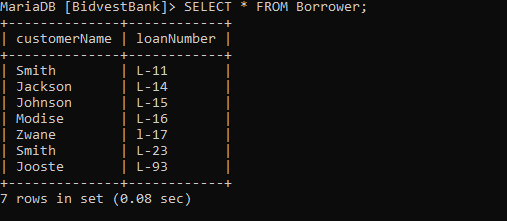 MariaDB [BidvestBank]> SELECT * FROM Borrower;
+--------------+------------+
| customerName | loanNumber |
+--------------+------------+
| Smith        | L-11       |
| Jackson      | L-14       |
| Johnson      | L-15       |
| Modise       | L-16       |
| Zwane        | l-17       |
| Smith        | L-23       |
| Jooste       | L-93       |
+--------------+------------+
7 rows in set (0.08 sec)